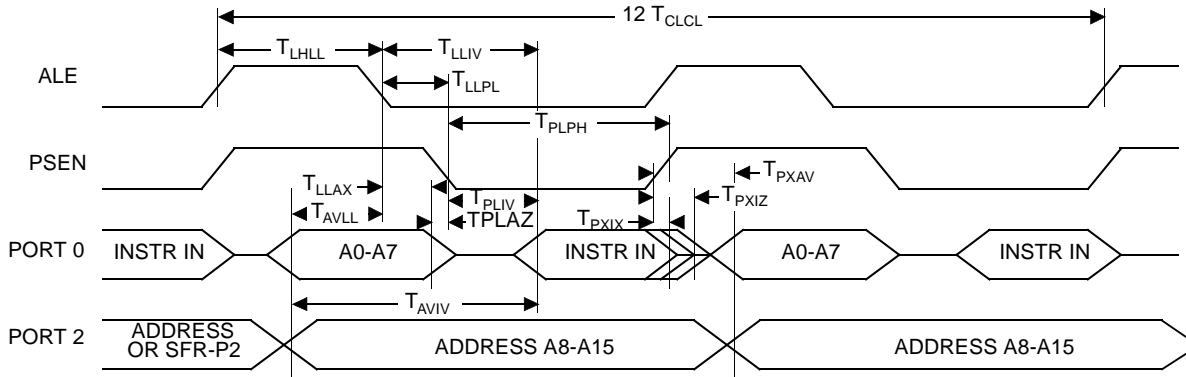 12 TCLCL
TLHLL TLLIV
ALE TLLPL
TPLPH
PSEN
TLLAX TPLIV TPXAV
TAVLL TPLAZ TPXIX TPXIZ
PORT 0 INSTR IN A0-A7 INSTR IN A0-A7 INSTR IN
TAVIV
PORT 2 ADDRESS OR SFR-P2 ADDRESS A8-A15 ADDRESS A8-A15